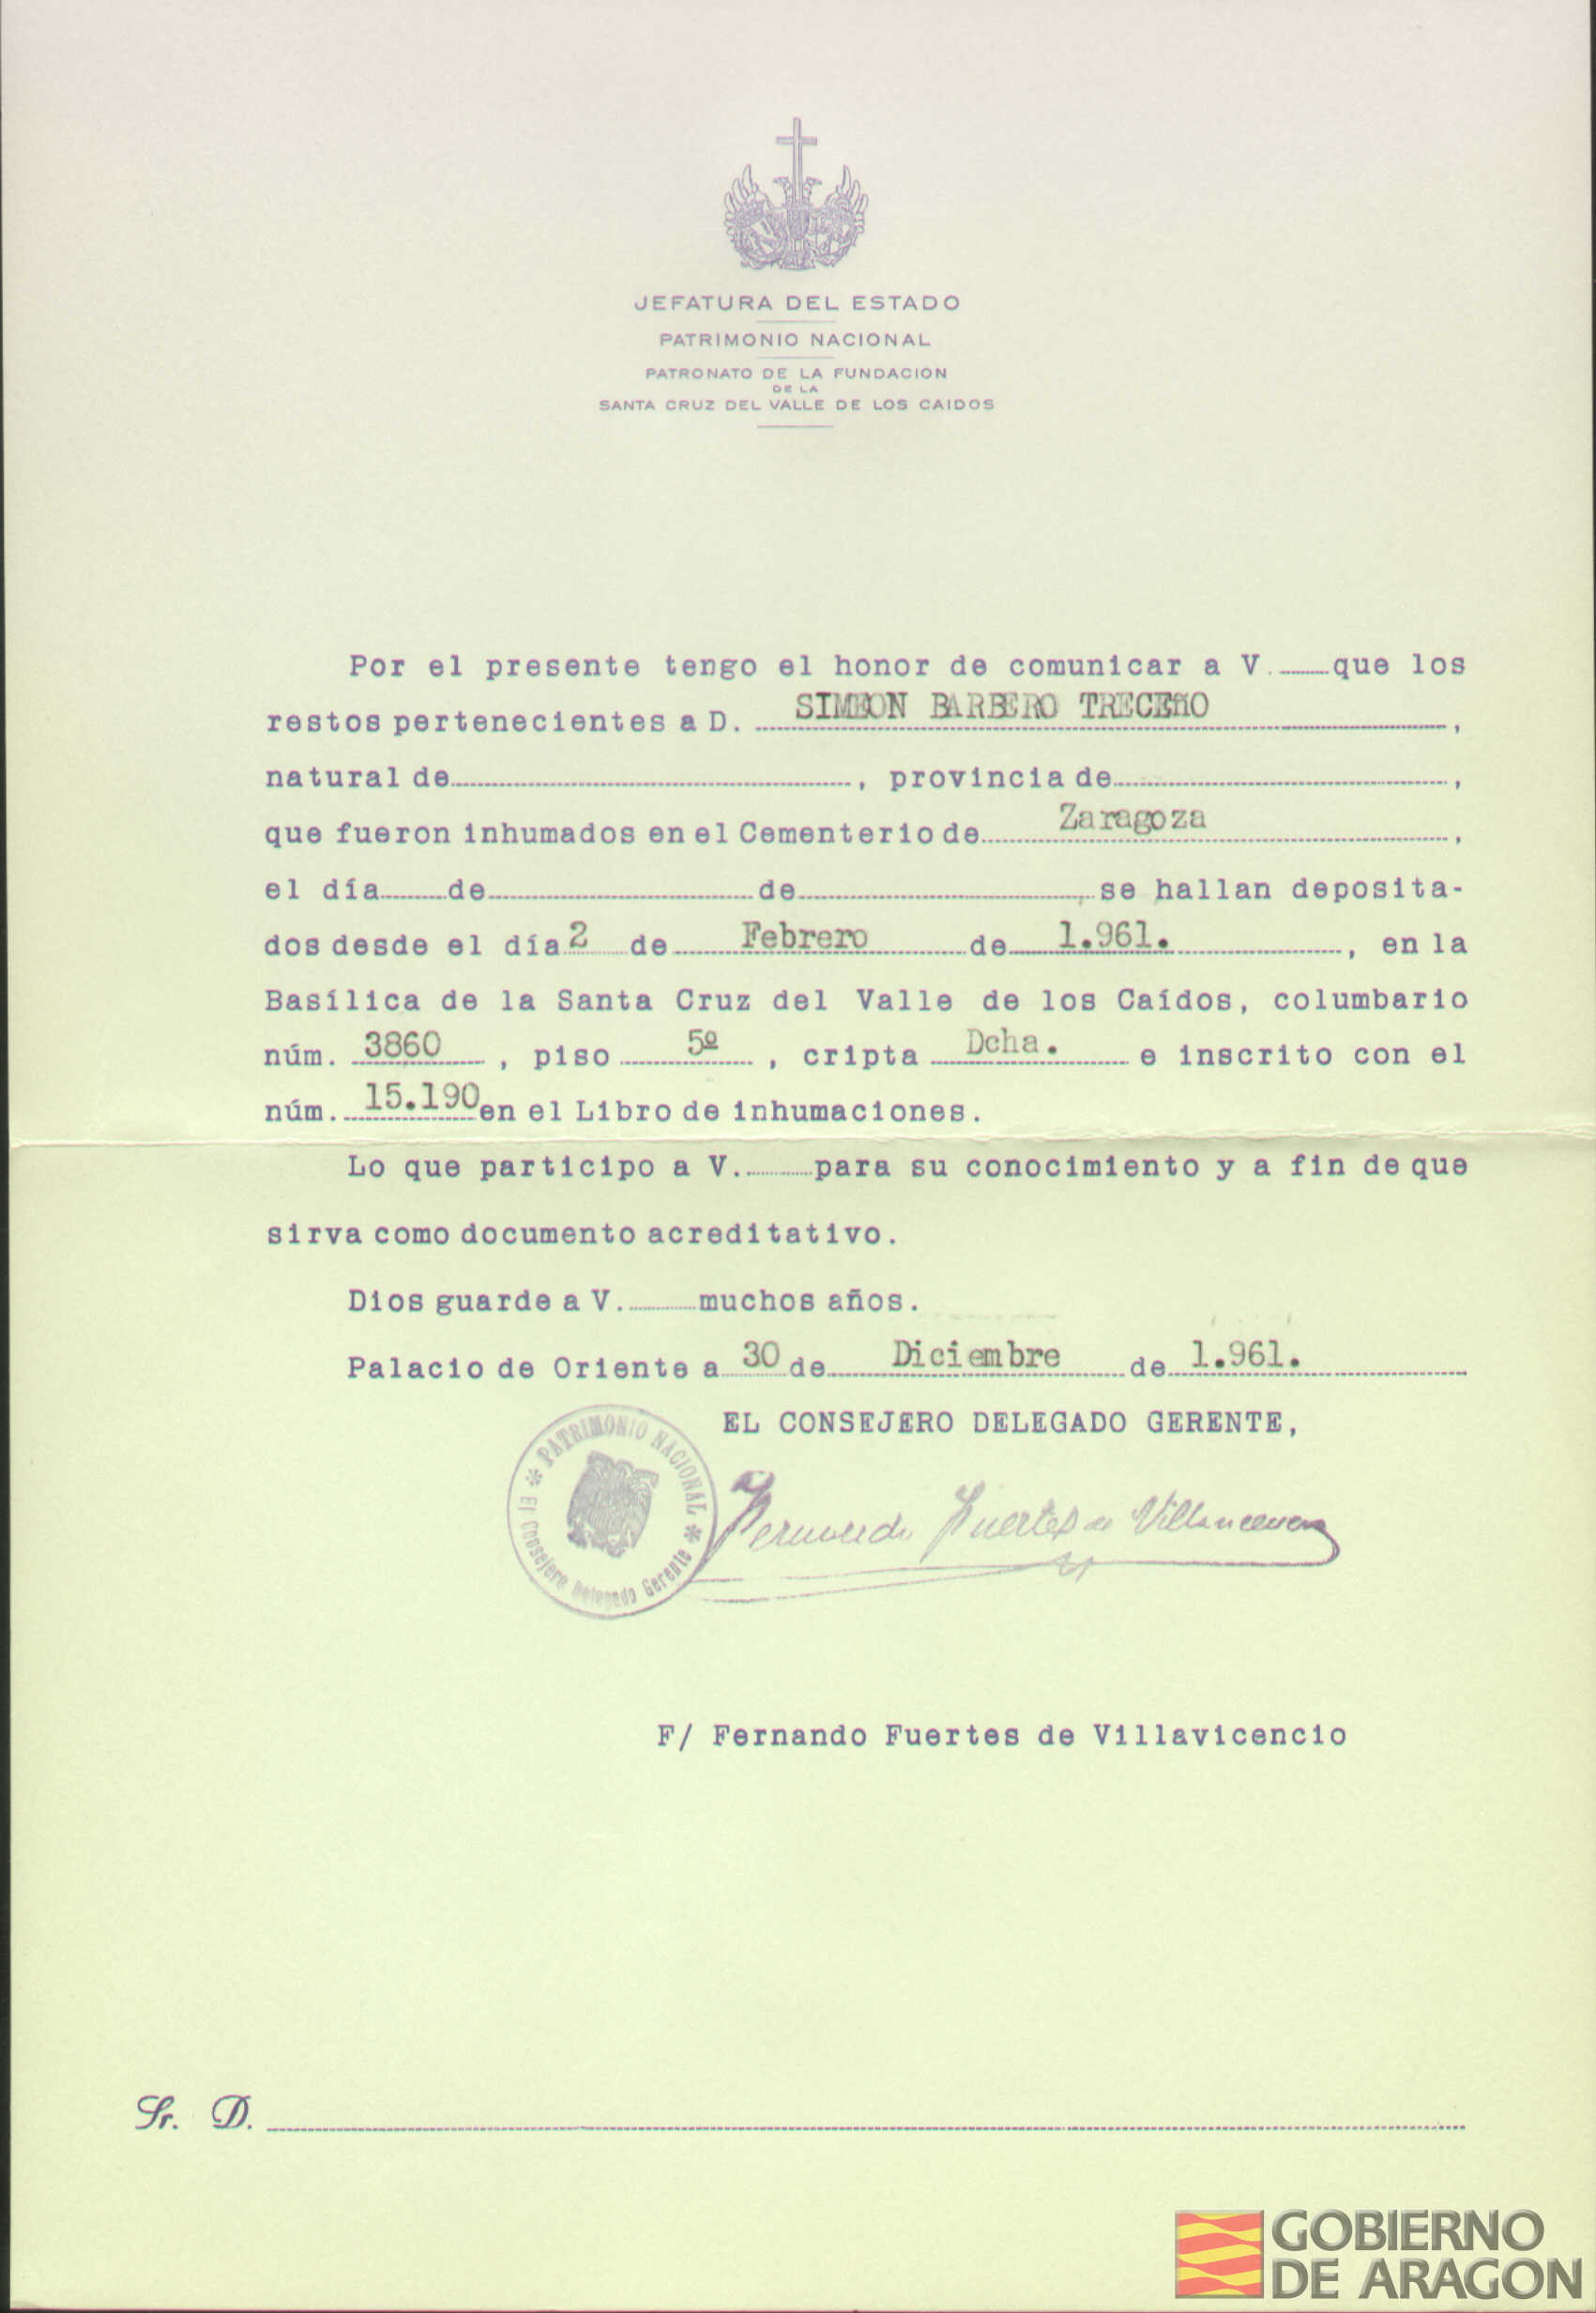 JEFATURA DEL ESTADO
PATRIMONIO NACIONAL
PATRONATO DE LA FUNDACION
DE LA
SANTA CRUZ DEL VALLE DE LOS CAIDOS
Por el presente tengo el honor de comunicar a V. que los
restos pertenecientes a D. SIMEON BARBERO TRECEÑO ,
natural de , provincia de ,
que fueron inhumados en el Cementerio de Zaragoza ,
el día de de , se hallan deposita-
dos desde el día 2 de Febrero de 1.961. , en la
Basílica de la Santa Cruz del Valle de los Caídos, columbario
núm. 3860 , piso 5º , cripta Dcha. e inscrito con el
núm. 15.190 en el Libro de inhumaciones.
Lo que participo a V. para su conocimiento y a fin de que
sirva como documento acreditativo.
Dios guarde a V. muchos años.
Palacio de Oriente a 30 de Diciembre de 1.961.
EL CONSEJERO DELEGADO GERENTE,
PATRIMONIO NACIONAL
El Consejero Delegado Gerente
Fernando Fuertes de Villavicencio
F/ Fernando Fuertes de Villavicencio
Sr. D.
GOBIERNO
DE ARAGON